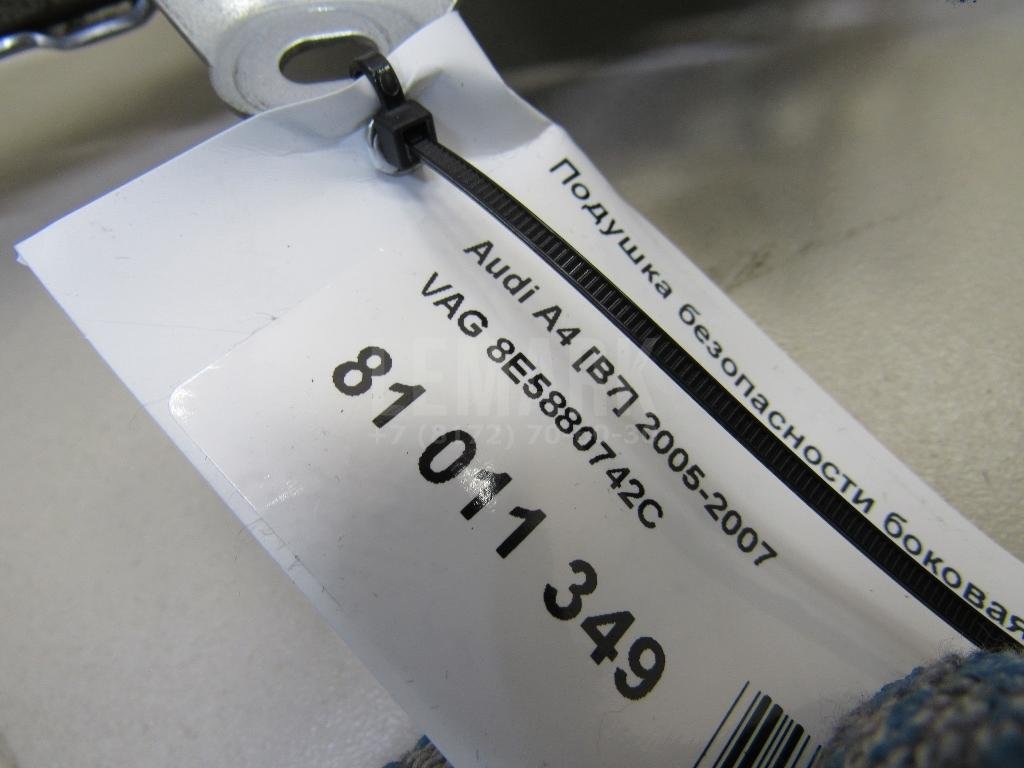 Подушка безопасности боковая
Audi A4 [B7] 2005-2007
VAG 8E5880742C
81 011 349